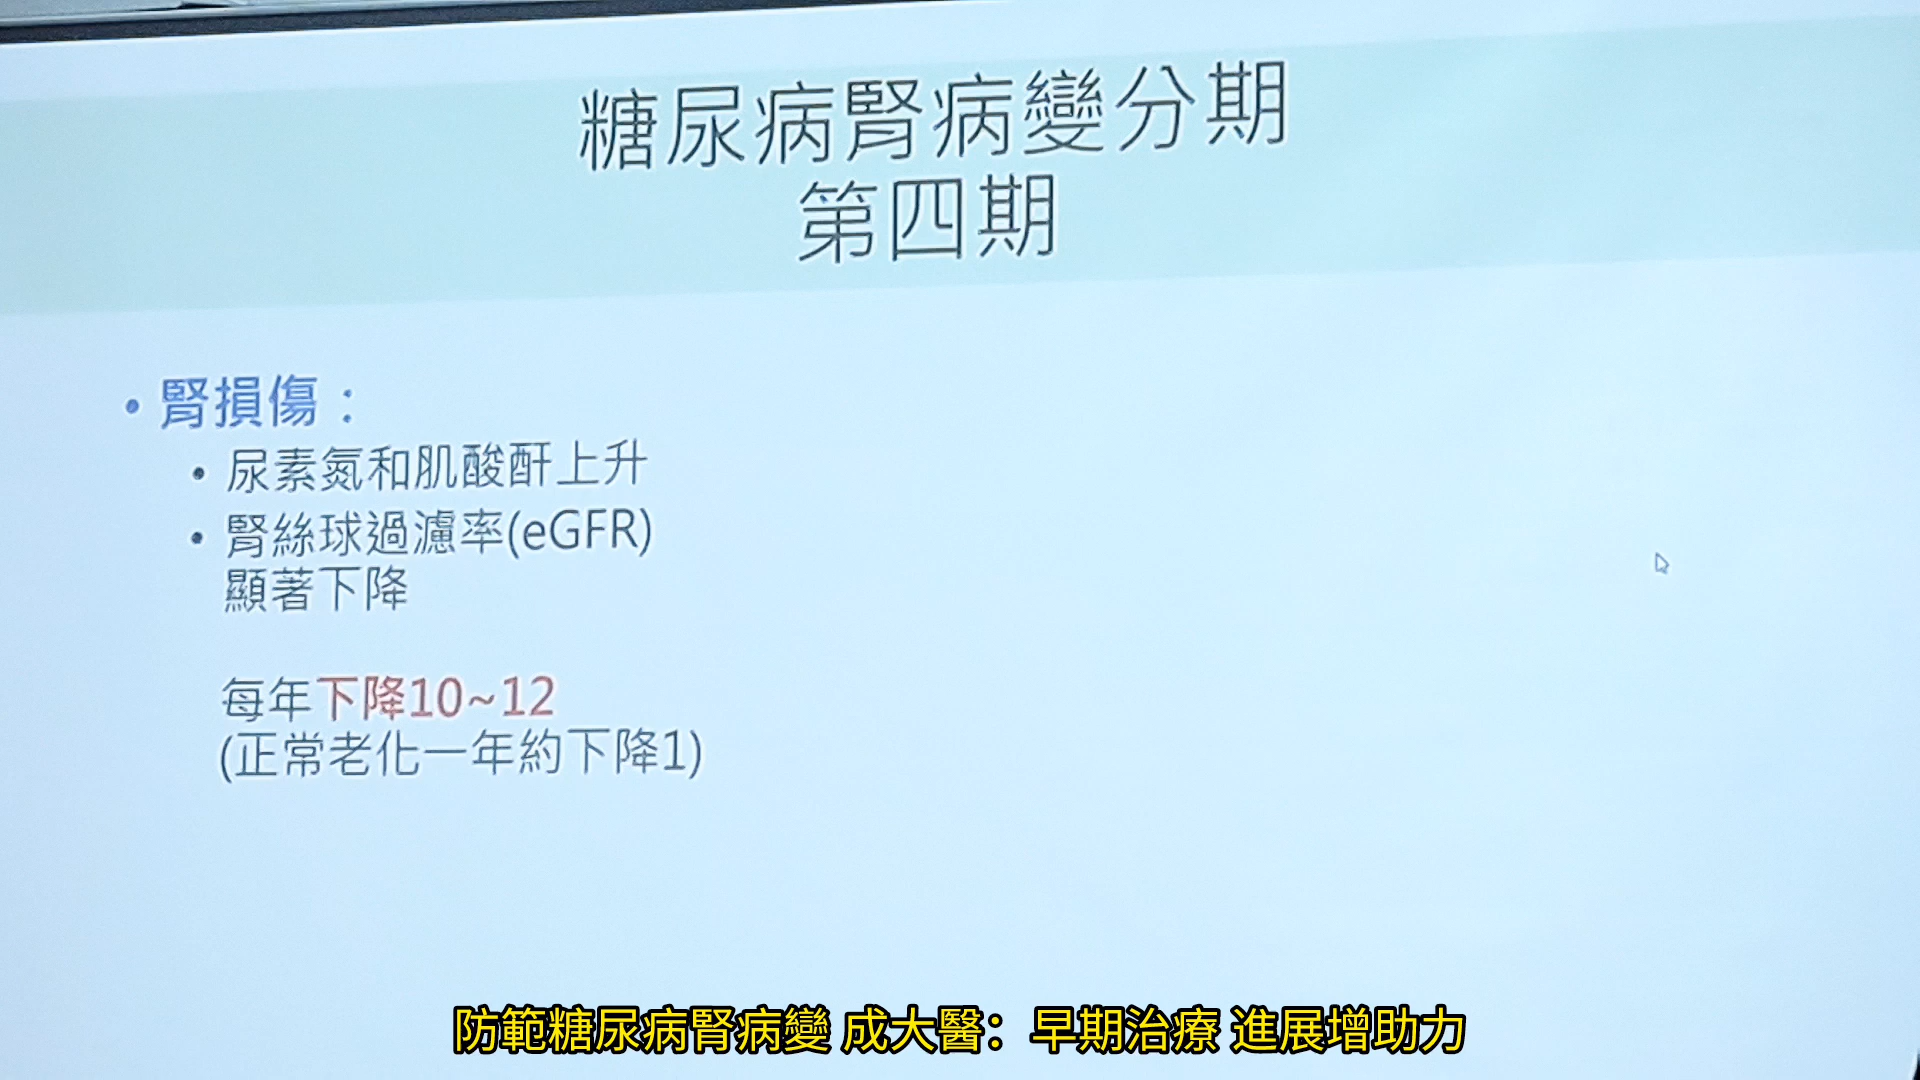 糖尿病腎病變分期
第四期
• 腎損傷：
• 尿素氮和肌酸酐上升
• 腎絲球過濾率(eGFR)
顯著下降
每年下降10~12
(正常老化一年約下降1)
防範糖尿病腎病變 成大醫：早期治療 進展增助力